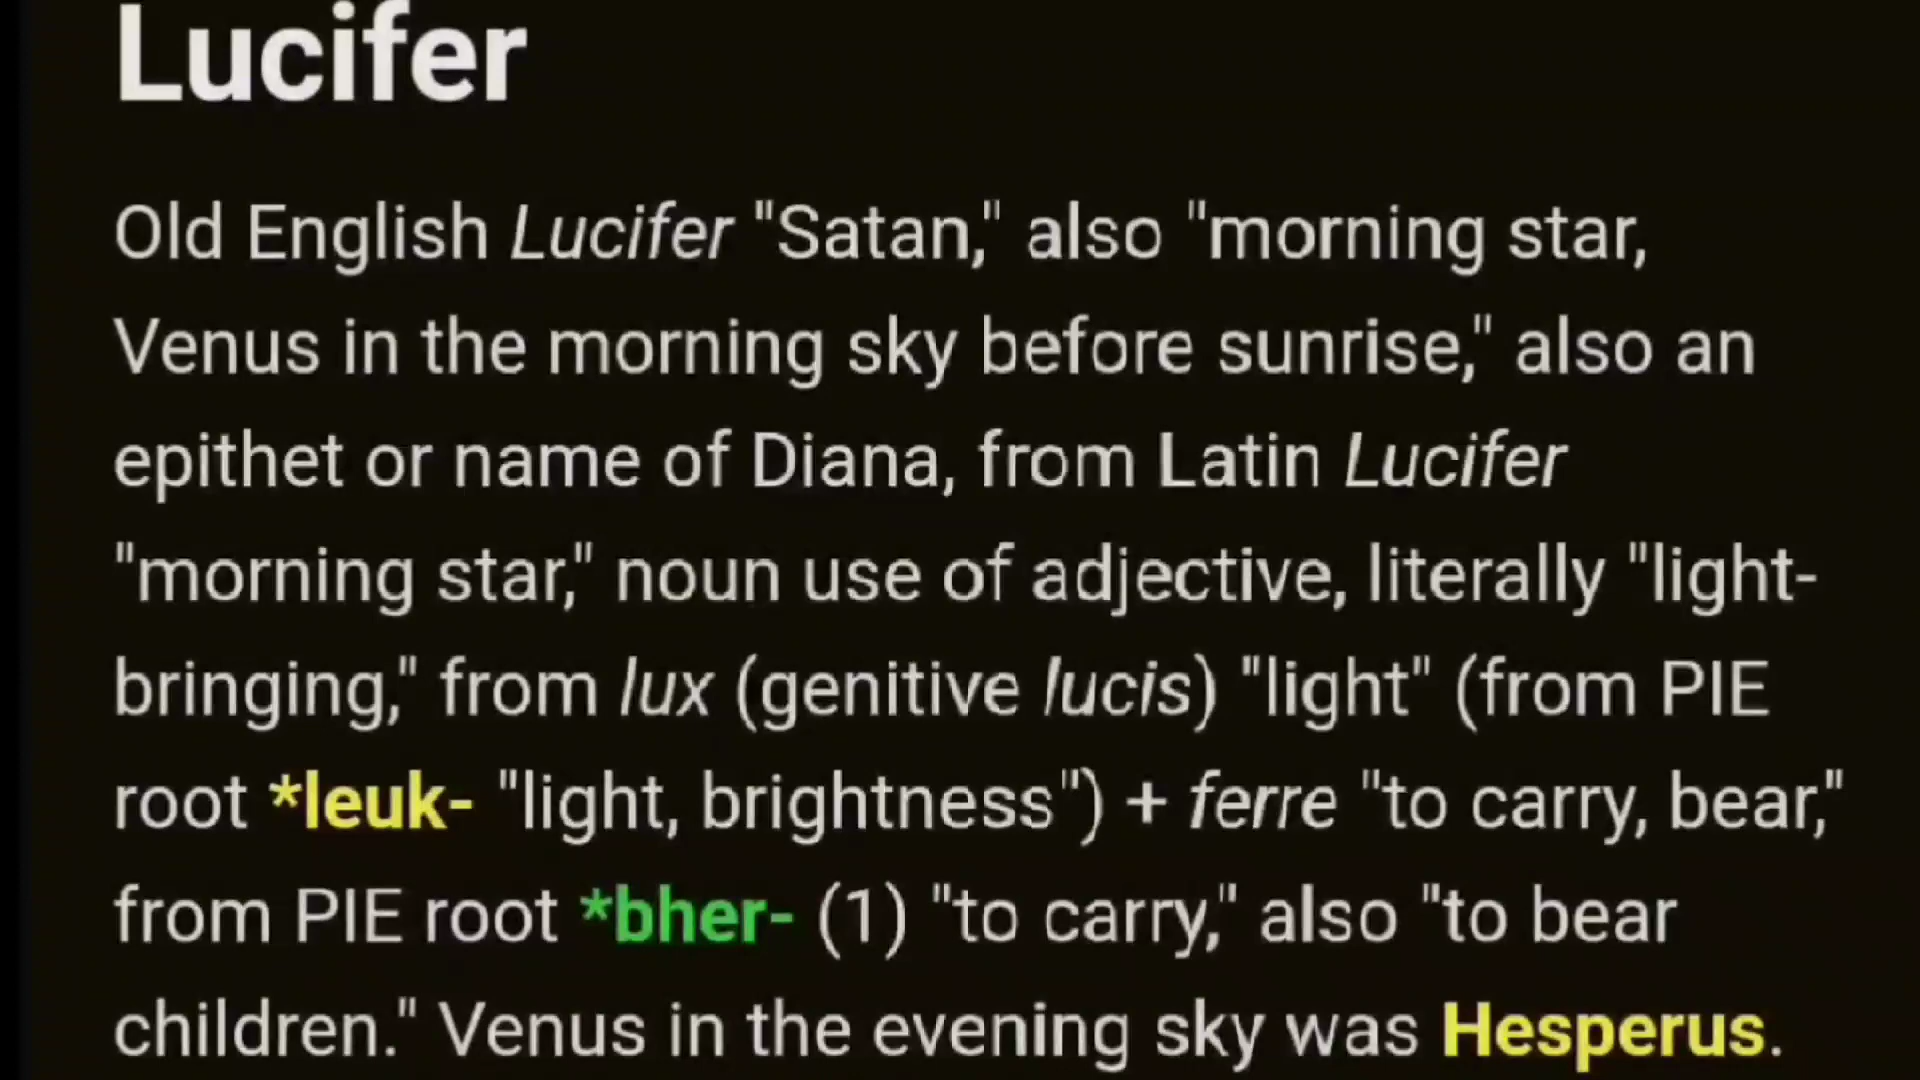 Lucifer
Old English Lucifer "Satan," also "morning star,
Venus in the morning sky before sunrise," also an
epithet or name of Diana, from Latin Lucifer
"morning star," noun use of adjective, literally "light-
bringing," from lux (genitive lucis) "light" (from PIE
root *leuk- "light, brightness") + ferre "to carry, bear,"
from PIE root *bher- (1) "to carry," also "to bear
children." Venus in the evening sky was Hesperus.